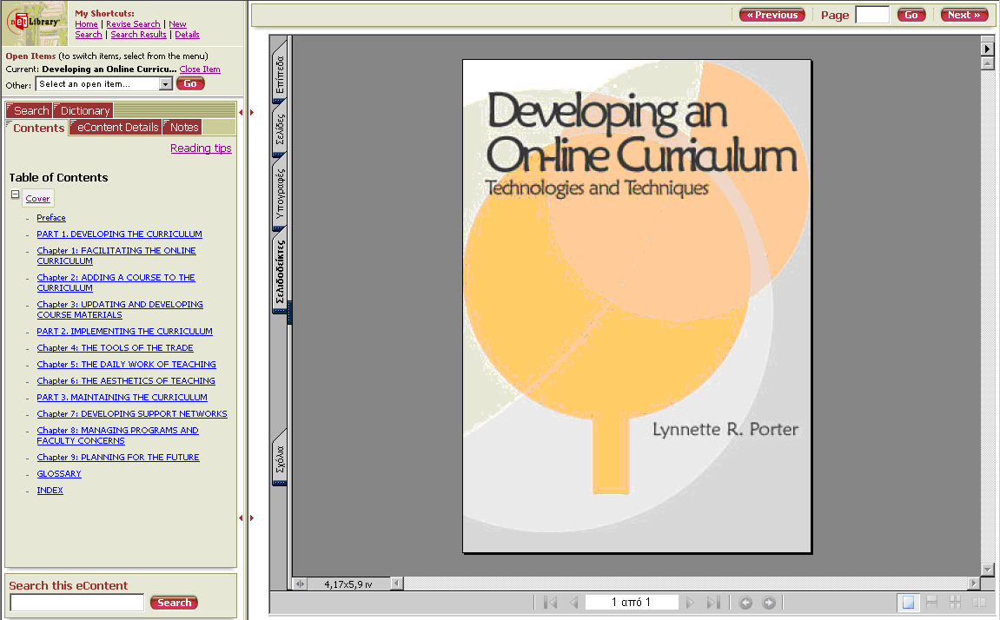 netLibrary
My Shortcuts:
Home | Revise Search | New
Search | Search Results | Details
Open Items (to switch items, select from the menu)
Current: Developing an Online Curricu... Close Item
Other: Select an open item... Go
Search Dictionary
Contents eContent Details Notes
Reading tips
Table of Contents
Cover
Preface
PART 1. DEVELOPING THE CURRICULUM
Chapter 1: FACILITATING THE ONLINE
CURRICULUM
Chapter 2: ADDING A COURSE TO THE
CURRICULUM
Chapter 3: UPDATING AND DEVELOPING
COURSE MATERIALS
PART 2. IMPLEMENTING THE CURRICULUM
Chapter 4: THE TOOLS OF THE TRADE
Chapter 5: THE DAILY WORK OF TEACHING
Chapter 6: THE AESTHETICS OF TEACHING
PART 3. MAINTAINING THE CURRICULUM
Chapter 7: DEVELOPING SUPPORT NETWORKS
Chapter 8: MANAGING PROGRAMS AND
FACULTY CONCERNS
Chapter 9: PLANNING FOR THE FUTURE
GLOSSARY
INDEX
Search this eContent
Search
« Previous Page Go Next »
Επίπεδα
Σελίδες
Υπογραφές
Σελιδοδείκτες
Σχόλια
Developing an
On-line Curriculum
Technologies and Techniques
Lynnette R. Porter
4,17x5,9 ιν
1 από 1